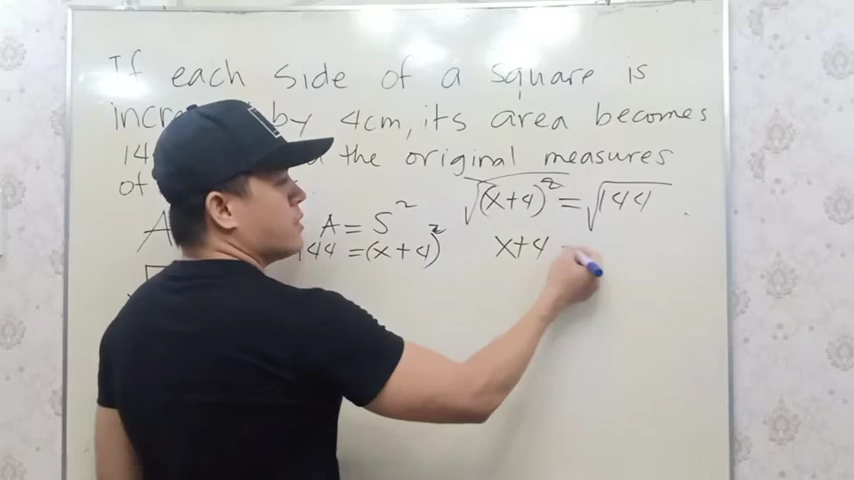 If each side of a square is
by 4cm, its area becomes
the original measures
of
A = S²
144 = (x+4)²
√(x+4)² = √144
x+4 =